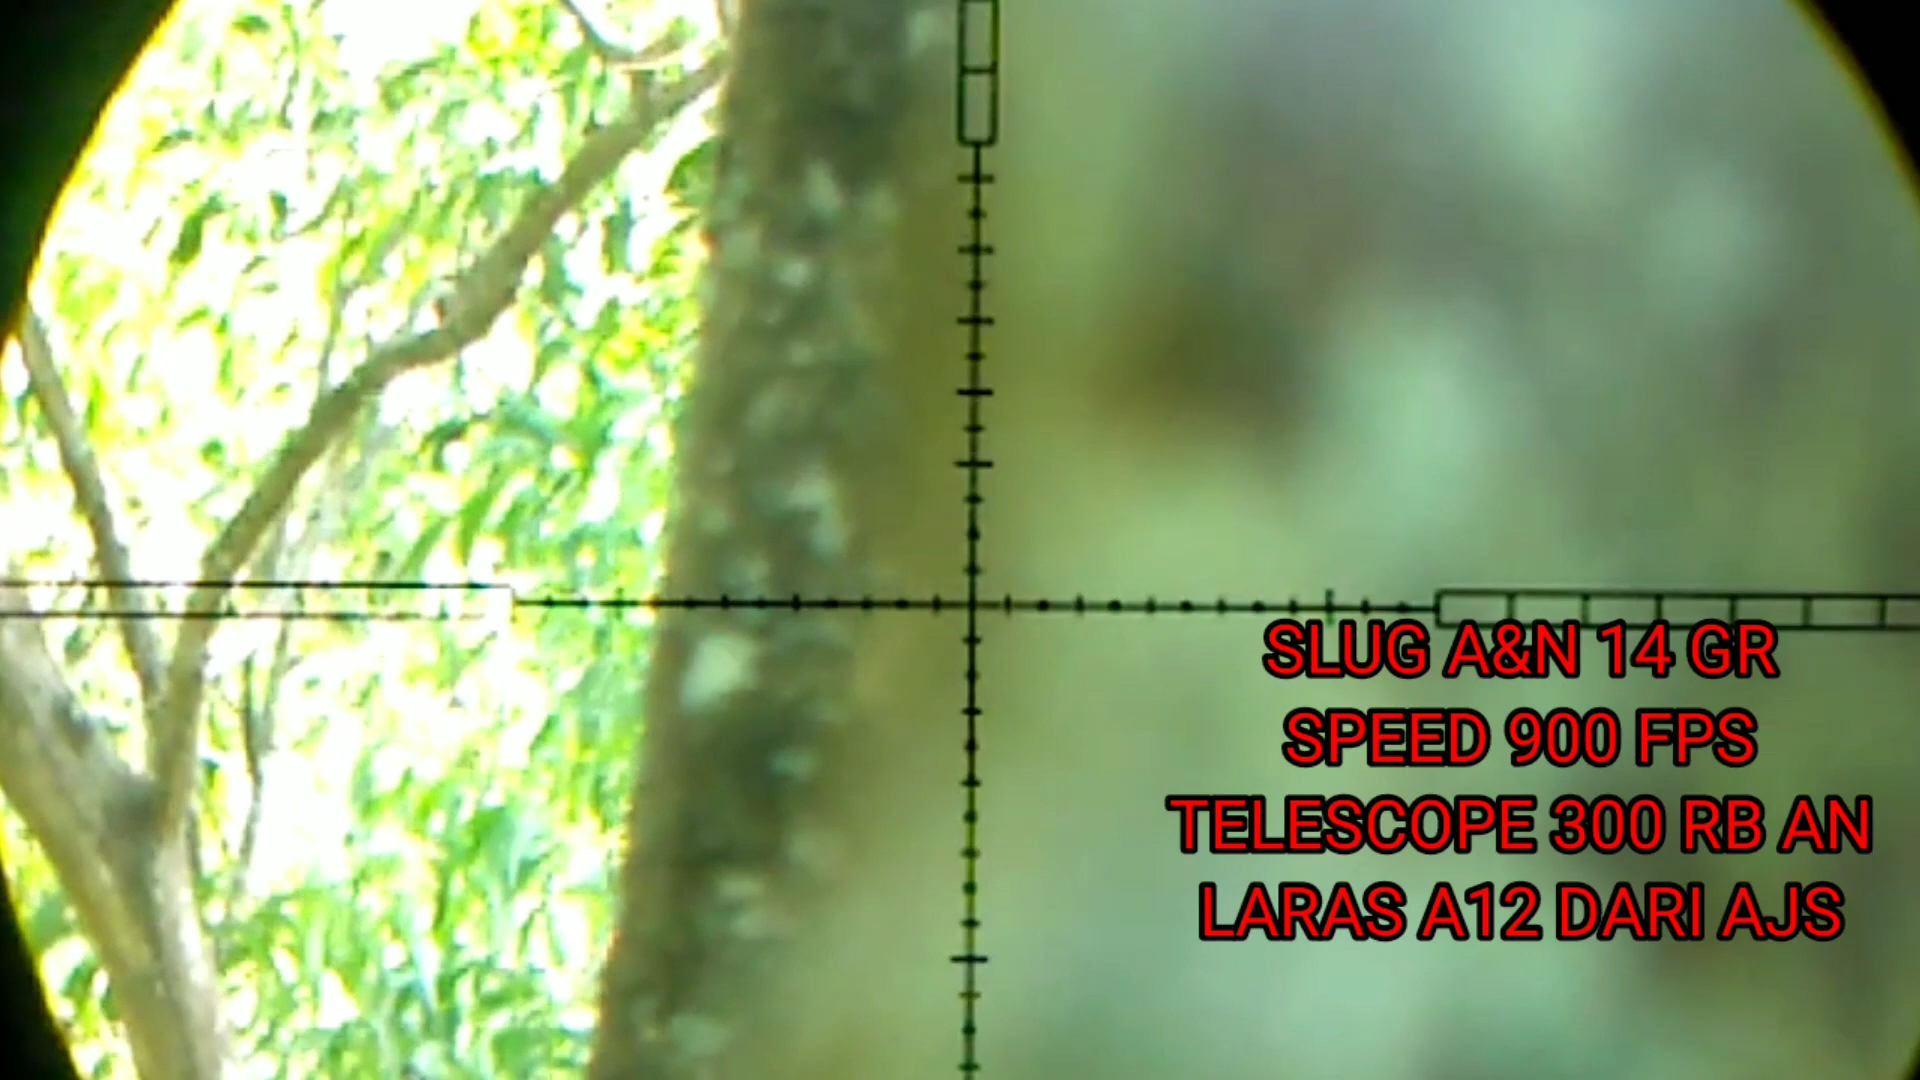 SLUG A&N 14 GR
SPEED 900 FPS
TELESCOPE 300 RB AN
LARAS A12 DARI AJS